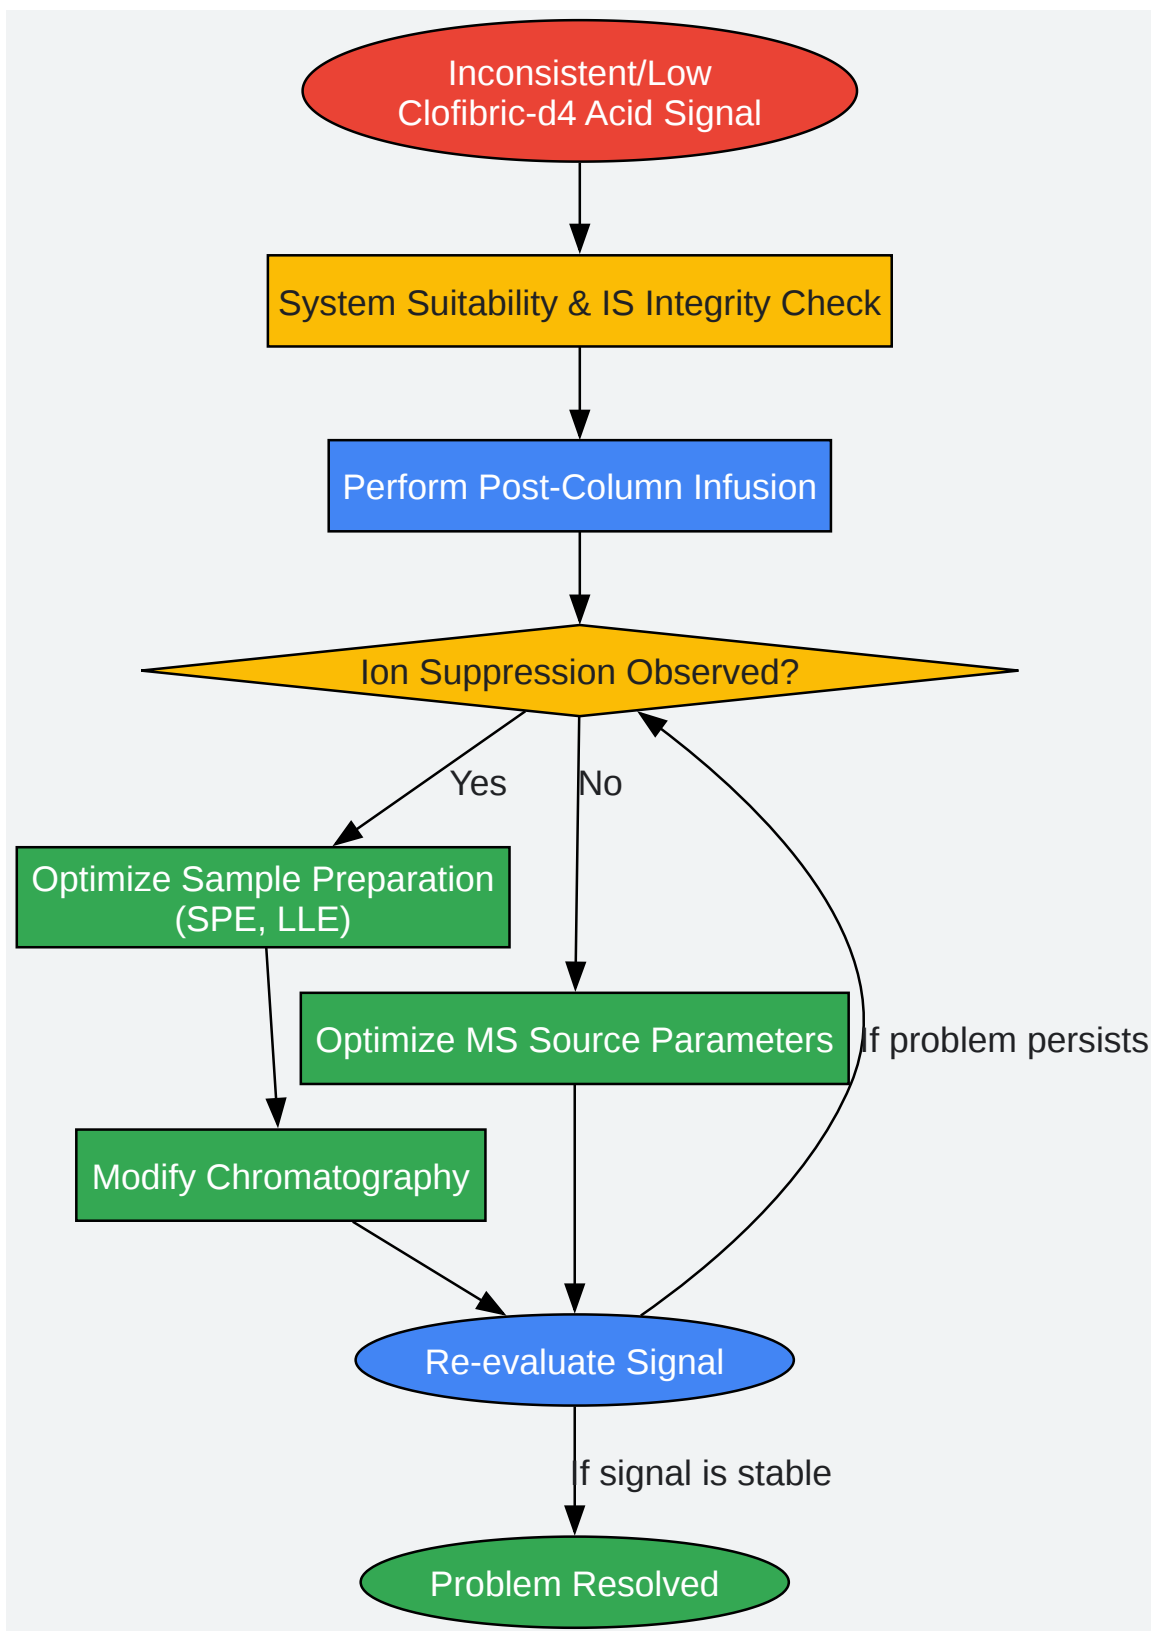 Inconsistent/Low
Clofibric-d4 Acid Signal
System Suitability & IS Integrity Check
Perform Post-Column Infusion
Ion Suppression Observed?
Yes
No
Optimize Sample Preparation
(SPE, LLE)
Optimize MS Source Parameters
If problem persists
Modify Chromatography
Re-evaluate Signal
If signal is stable
Problem Resolved